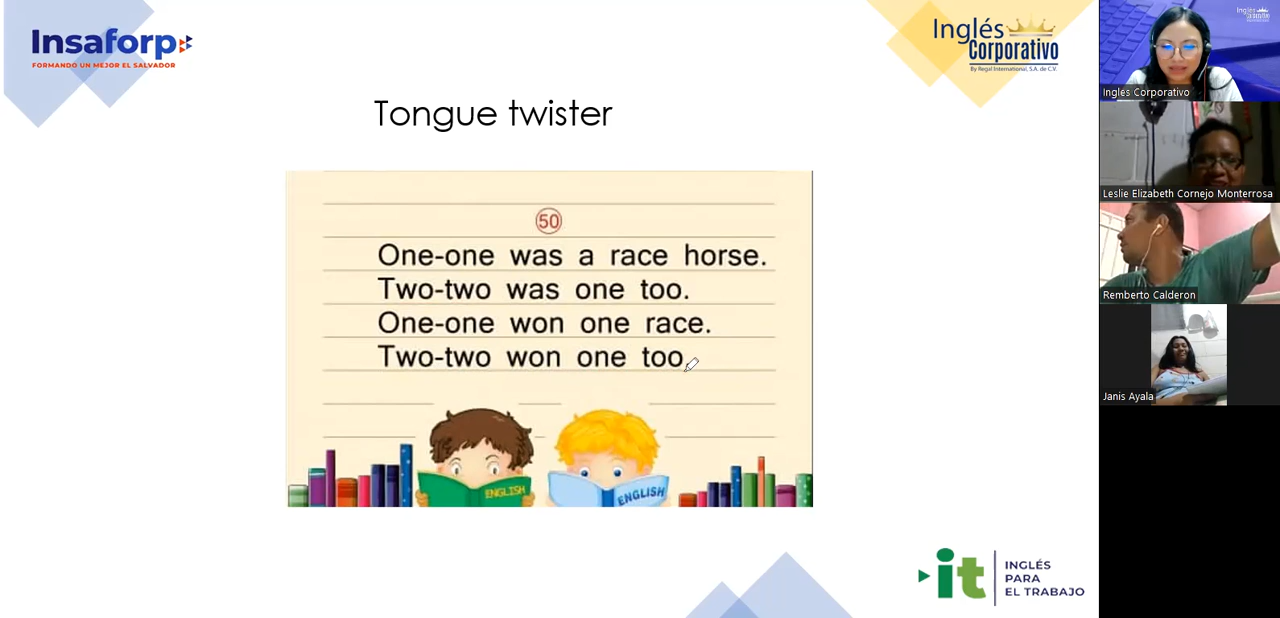 Insaforp
FORMANDO UN MEJOR EL SALVADOR
Inglés
Corporativo
By Regal International, S.A. de C.V.
Tongue twister
50
One-one was a race horse.
Two-two was one too.
One-one won one race.
Two-two won one too.
ENGLISH
ENGLISH
it
INGLÉS
PARA
EL TRABAJO
Inglés
Corporativo
Ingles Corporativo
Leslie Elizabeth Cornejo Monterrosa
Remberto Calderon
Janis Ayala